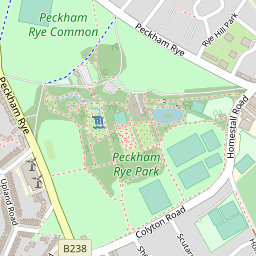 Peckham
Rye Common
Peckham Rye
Rye Hill Park
Peckham Rye
Homestall Road
Peckham
Rye Park
Upland Road
Colyton Road
B238
Scutari